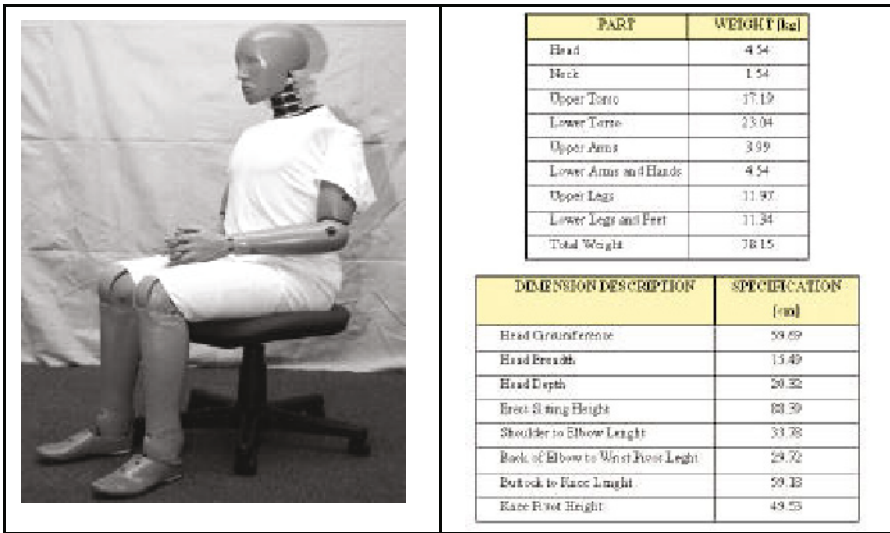 PART WEIGHT [kg]
Head 4.54
Neck 1.54
Upper Torso 17.19
Lower Torso 23.04
Upper Arms 3.99
Lower Arms and Hands 4.54
Upper Legs 11.97
Lower Legs and Feet 11.34
Total Weight 78.15
DIMENSION DESCRIPTION SPECIFICATION
[cm]
Head Circumference 59.69
Head Breadth 15.49
Head Depth 20.32
Erect Sitting Height 88.39
Shoulder to Elbow Lenght 33.78
Back of Elbow to Wrist Pivot Leght 29.72
Buttock to Knee Lenght 59.18
Knee Pivot Height 49.53